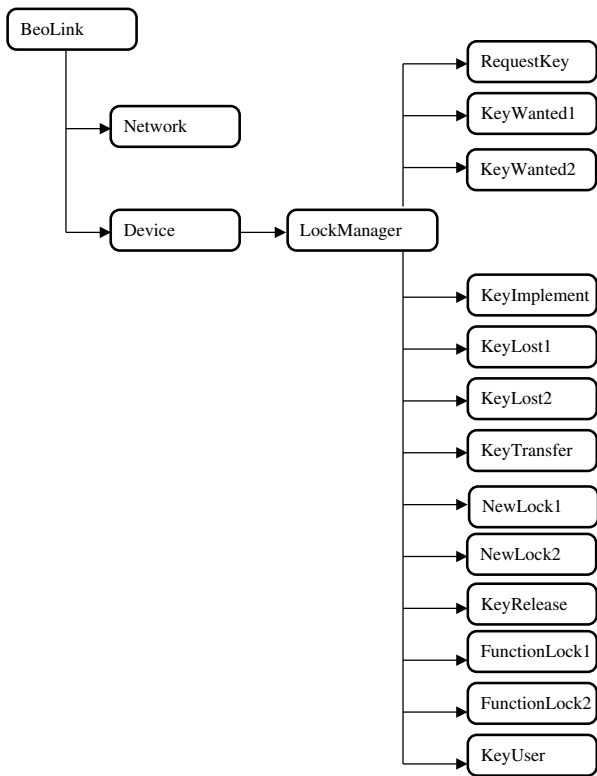 BeoLink
Network
Device
LockManager
RequestKey
KeyWanted1
KeyWanted2
KeyImplement
KeyLost1
KeyLost2
KeyTransfer
NewLock1
NewLock2
KeyRelease
FunctionLock1
FunctionLock2
KeyUser